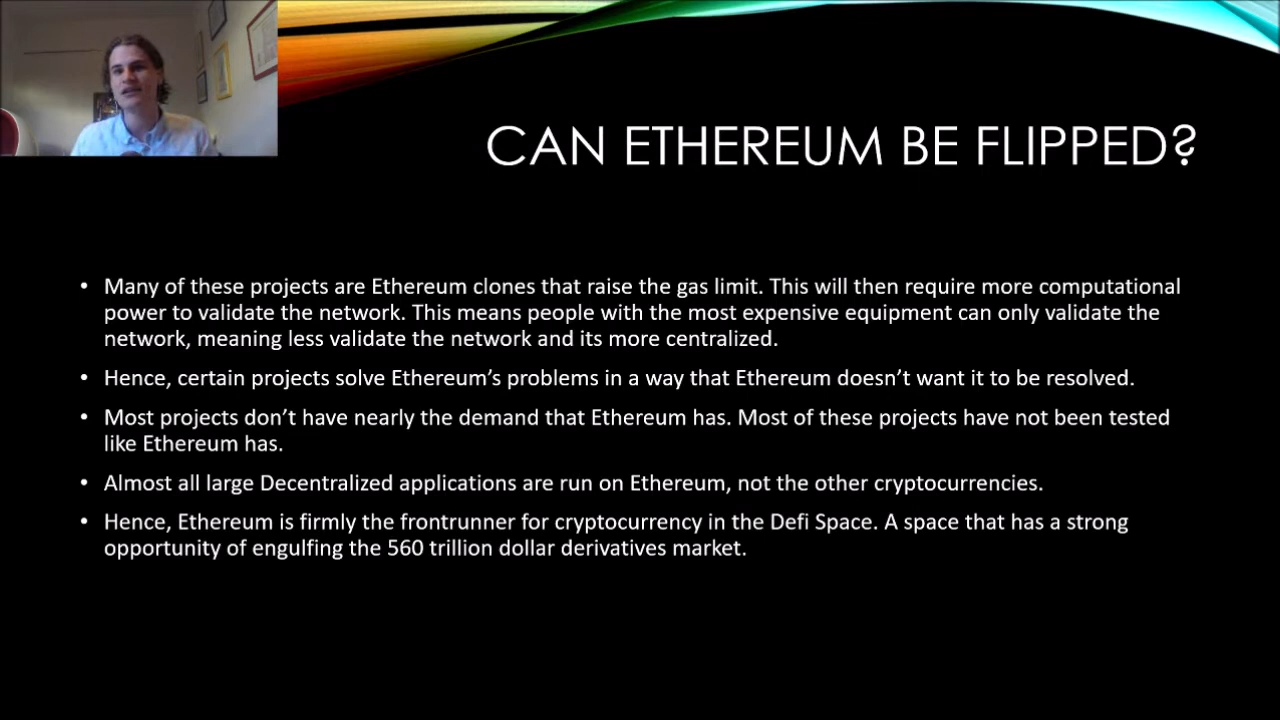 CAN ETHEREUM BE FLIPPED?
• Many of these projects are Ethereum clones that raise the gas limit. This will then require more computational
power to validate the network. This means people with the most expensive equipment can only validate the
network, meaning less validate the network and its more centralized.
• Hence, certain projects solve Ethereum’s problems in a way that Ethereum doesn’t want it to be resolved.
• Most projects don’t have nearly the demand that Ethereum has. Most of these projects have not been tested
like Ethereum has.
• Almost all large Decentralized applications are run on Ethereum, not the other cryptocurrencies.
• Hence, Ethereum is firmly the frontrunner for cryptocurrency in the Defi Space. A space that has a strong
opportunity of engulfing the 560 trillion dollar derivatives market.